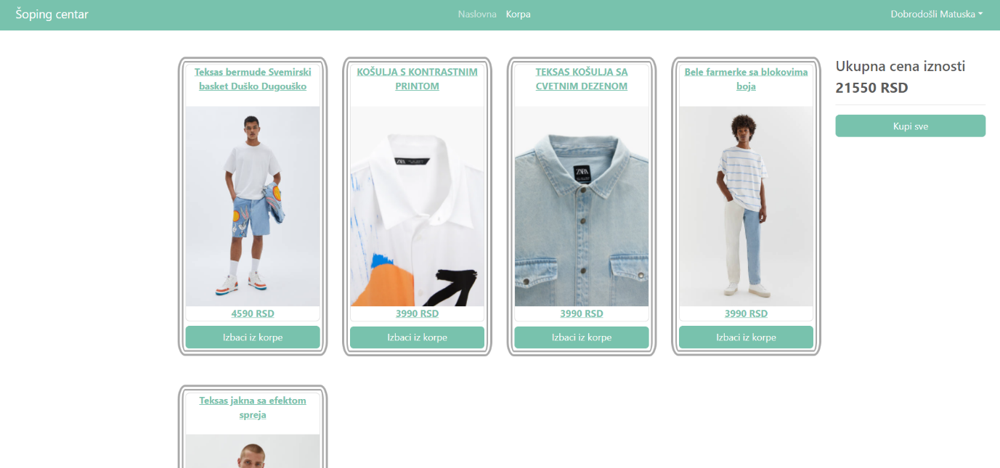 Šoping centar
Naslovna
Korpa
Dobrodošli Matuska
Teksas bermude Svemirski
basket Duško Dugouško
4590 RSD
Izbaci iz korpe
KOŠULJA S KONTRASTNIM
PRINTOM
ZARA
3990 RSD
Izbaci iz korpe
TEKSAS KOŠULJA SA
CVETNIM DEZENOM
ZARA
3990 RSD
Izbaci iz korpe
Bele farmerke sa blokovima
boja
3990 RSD
Izbaci iz korpe
Ukupna cena iznosti
21550 RSD
Kupi sve
Teksas jakna sa efektom
spreja